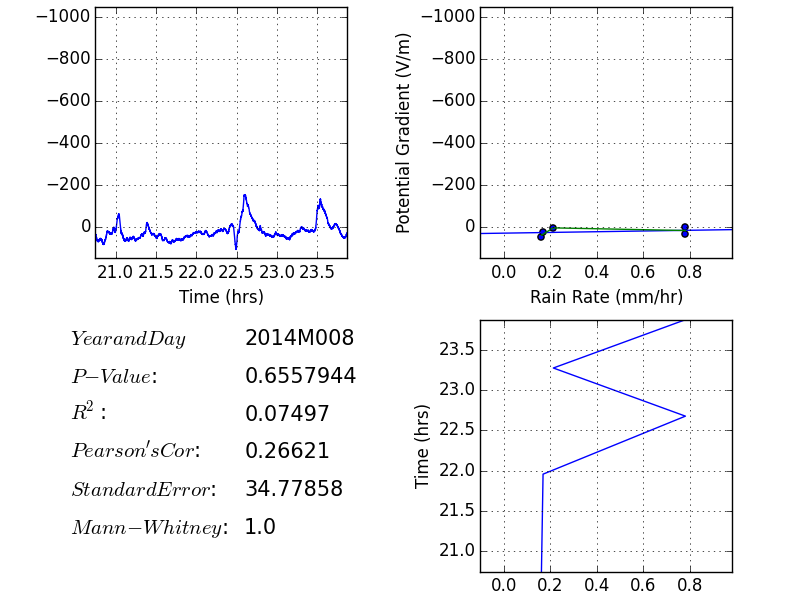 −1000
−800
−600
−400
−200
0
21.0 21.5 22.0 22.5 23.0 23.5
Time (hrs)
Potential Gradient (V/m)
−1000
−800
−600
−400
−200
0
0.0 0.2 0.4 0.6 0.8
Rain Rate (mm/hr)
YearandDay 2014M008
P−Value: 0.6557944
R²: 0.07497
Pearson'sCor: 0.26621
StandardError: 34.77858
Mann−Whitney: 1.0
Time (hrs)
23.5
23.0
22.5
22.0
21.5
21.0
0.0 0.2 0.4 0.6 0.8